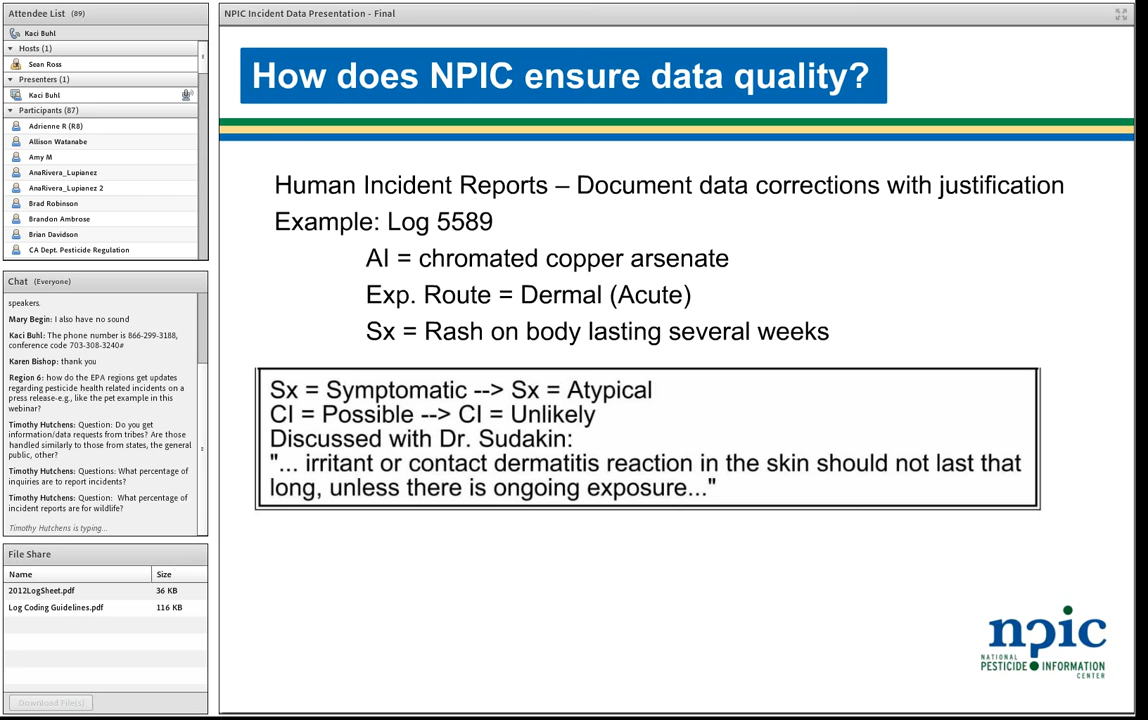 Attendee List (89)
Kaci Buhl
Hosts (1)
Sean Ross
Presenters (1)
Kaci Buhl
Participants (87)
Adrienne R (R8)
Allison Watanabe
Amy M
AnaRivera_Lupianez
AnaRivera_Lupianez 2
Brad Robinson
Brandon Ambrose
Brian Davidson
CA Dept. Pesticide Regulation
Chat (Everyone)
speakers.
Mary Begin: I also have no sound
Kaci Buhl: The phone number is 866-299-3188,
conference code 703-308-3240#
Karen Bishop: thank you
Region 6: how do the EPA regions get updates
regarding pesticide health related incidents on a
press release-e.g., like the pet example in this
webinar?
Timothy Hutchens: Question: Do you get
information/data requests from tribes? Are those
handled similarly to those from states, the general
public, other?
Timothy Hutchens: Questions: What percentage of
inquiries are to report incidents?
Timothy Hutchens: Question: What percentage of
incident reports are for wildlife?
Timothy Hutchens is typing...
File Share
Name Size
2012LogSheet.pdf 36 KB
Log Coding Guidelines.pdf 116 KB
Download File(s)
NPIC Incident Data Presentation - Final
How does NPIC ensure data quality?
Human Incident Reports – Document data corrections with justification
Example: Log 5589
AI = chromated copper arsenate
Exp. Route = Dermal (Acute)
Sx = Rash on body lasting several weeks
Sx = Symptomatic --> Sx = Atypical
CI = Possible --> CI = Unlikely
Discussed with Dr. Sudakin:
"... irritant or contact dermatitis reaction in the skin should not last that
long, unless there is ongoing exposure..."
npic
NATIONAL
PESTICIDE INFORMATION
CENTER